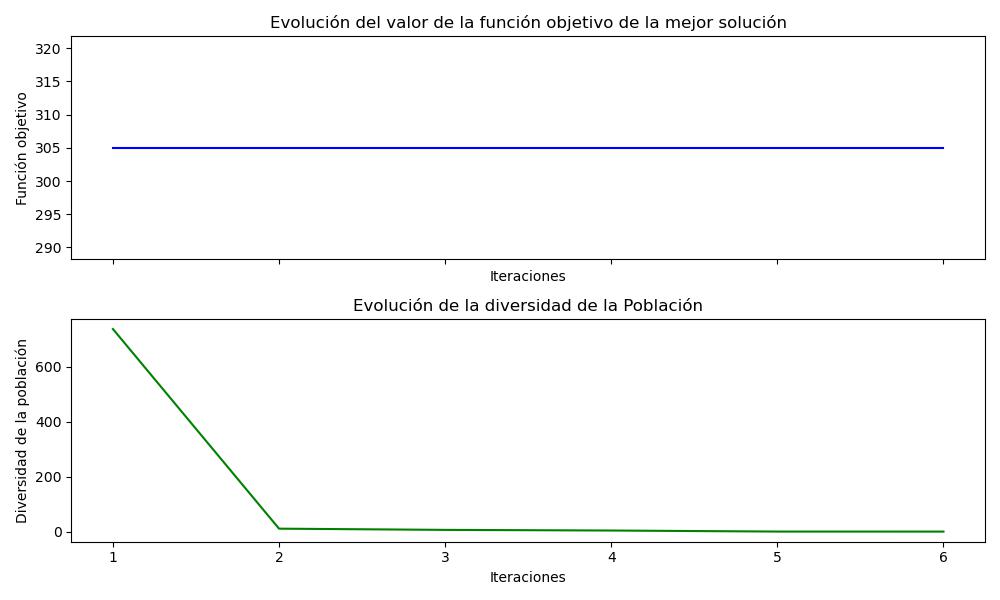 Evolución del valor de la función objetivo de la mejor solución
320
315
310
305
300
295
290
Función objetivo
Iteraciones
Evolución de la diversidad de la Población
600
400
200
0
Diversidad de la población
1 2 3 4 5 6
Iteraciones